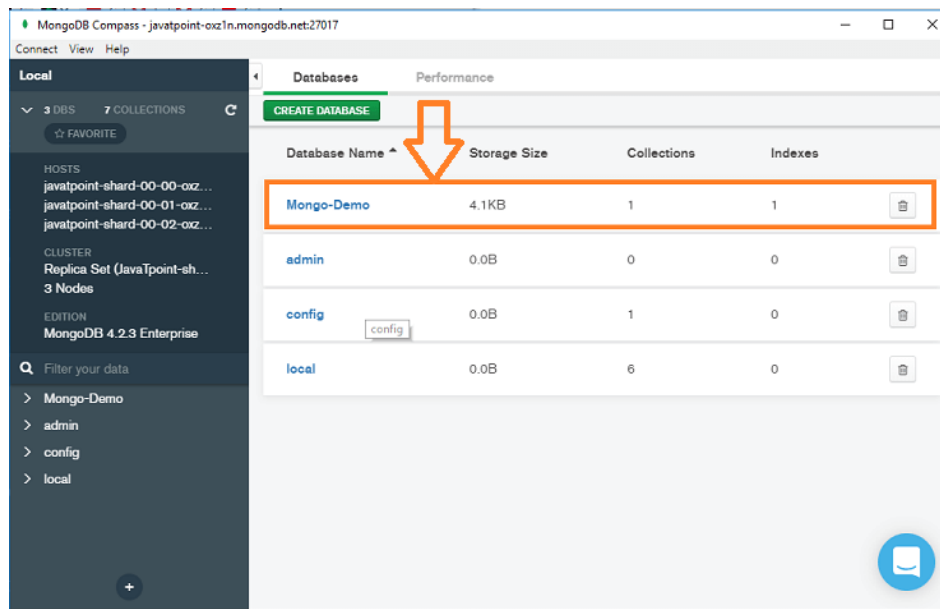 MongoDB Compass - javatpoint-oxz1n.mongodb.net:27017
Connect View Help
Local
3 DBS 7 COLLECTIONS
☆ FAVORITE
HOSTS
javatpoint-shard-00-00-oxz...
javatpoint-shard-00-01-oxz...
javatpoint-shard-00-02-oxz...
CLUSTER
Replica Set (JavaTpoint-sh...
3 Nodes
EDITION
MongoDB 4.2.3 Enterprise
Filter your data
Mongo-Demo
admin
config
local
Databases Performance
CREATE DATABASE
Database Name Storage Size Collections Indexes
Mongo-Demo 4.1KB 1 1
admin 0.0B 0 0
config 0.0B 1 0
config
local 0.0B 6 0